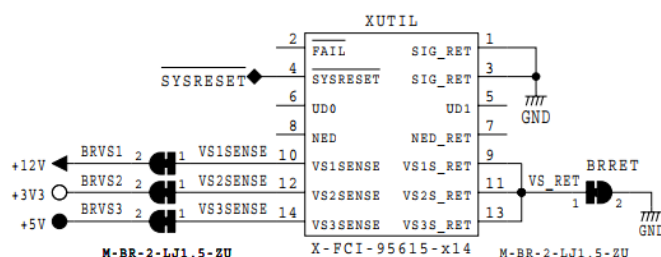 XUTIL
2 FAIL SIG_RET 1
SYSRESET 4 SYSRESET SIG_RET 3
6 UD0 UD1 5
GND
8 NED NED_RET 7
+12V BRVS1 2 1 VS1SENSE 10 VS1SENSE VS1S_RET 9
+3V3 BRVS2 2 1 VS2SENSE 12 VS2SENSE VS2S_RET 11 VS_RET 1 BRRET 2
+5V BRVS3 2 1 VS3SENSE 14 VS3SENSE VS3S_RET 13
GND
M-BR-2-LJ1.5-ZU X-FCI-95615-x14 M-BR-2-LJ1.5-ZU